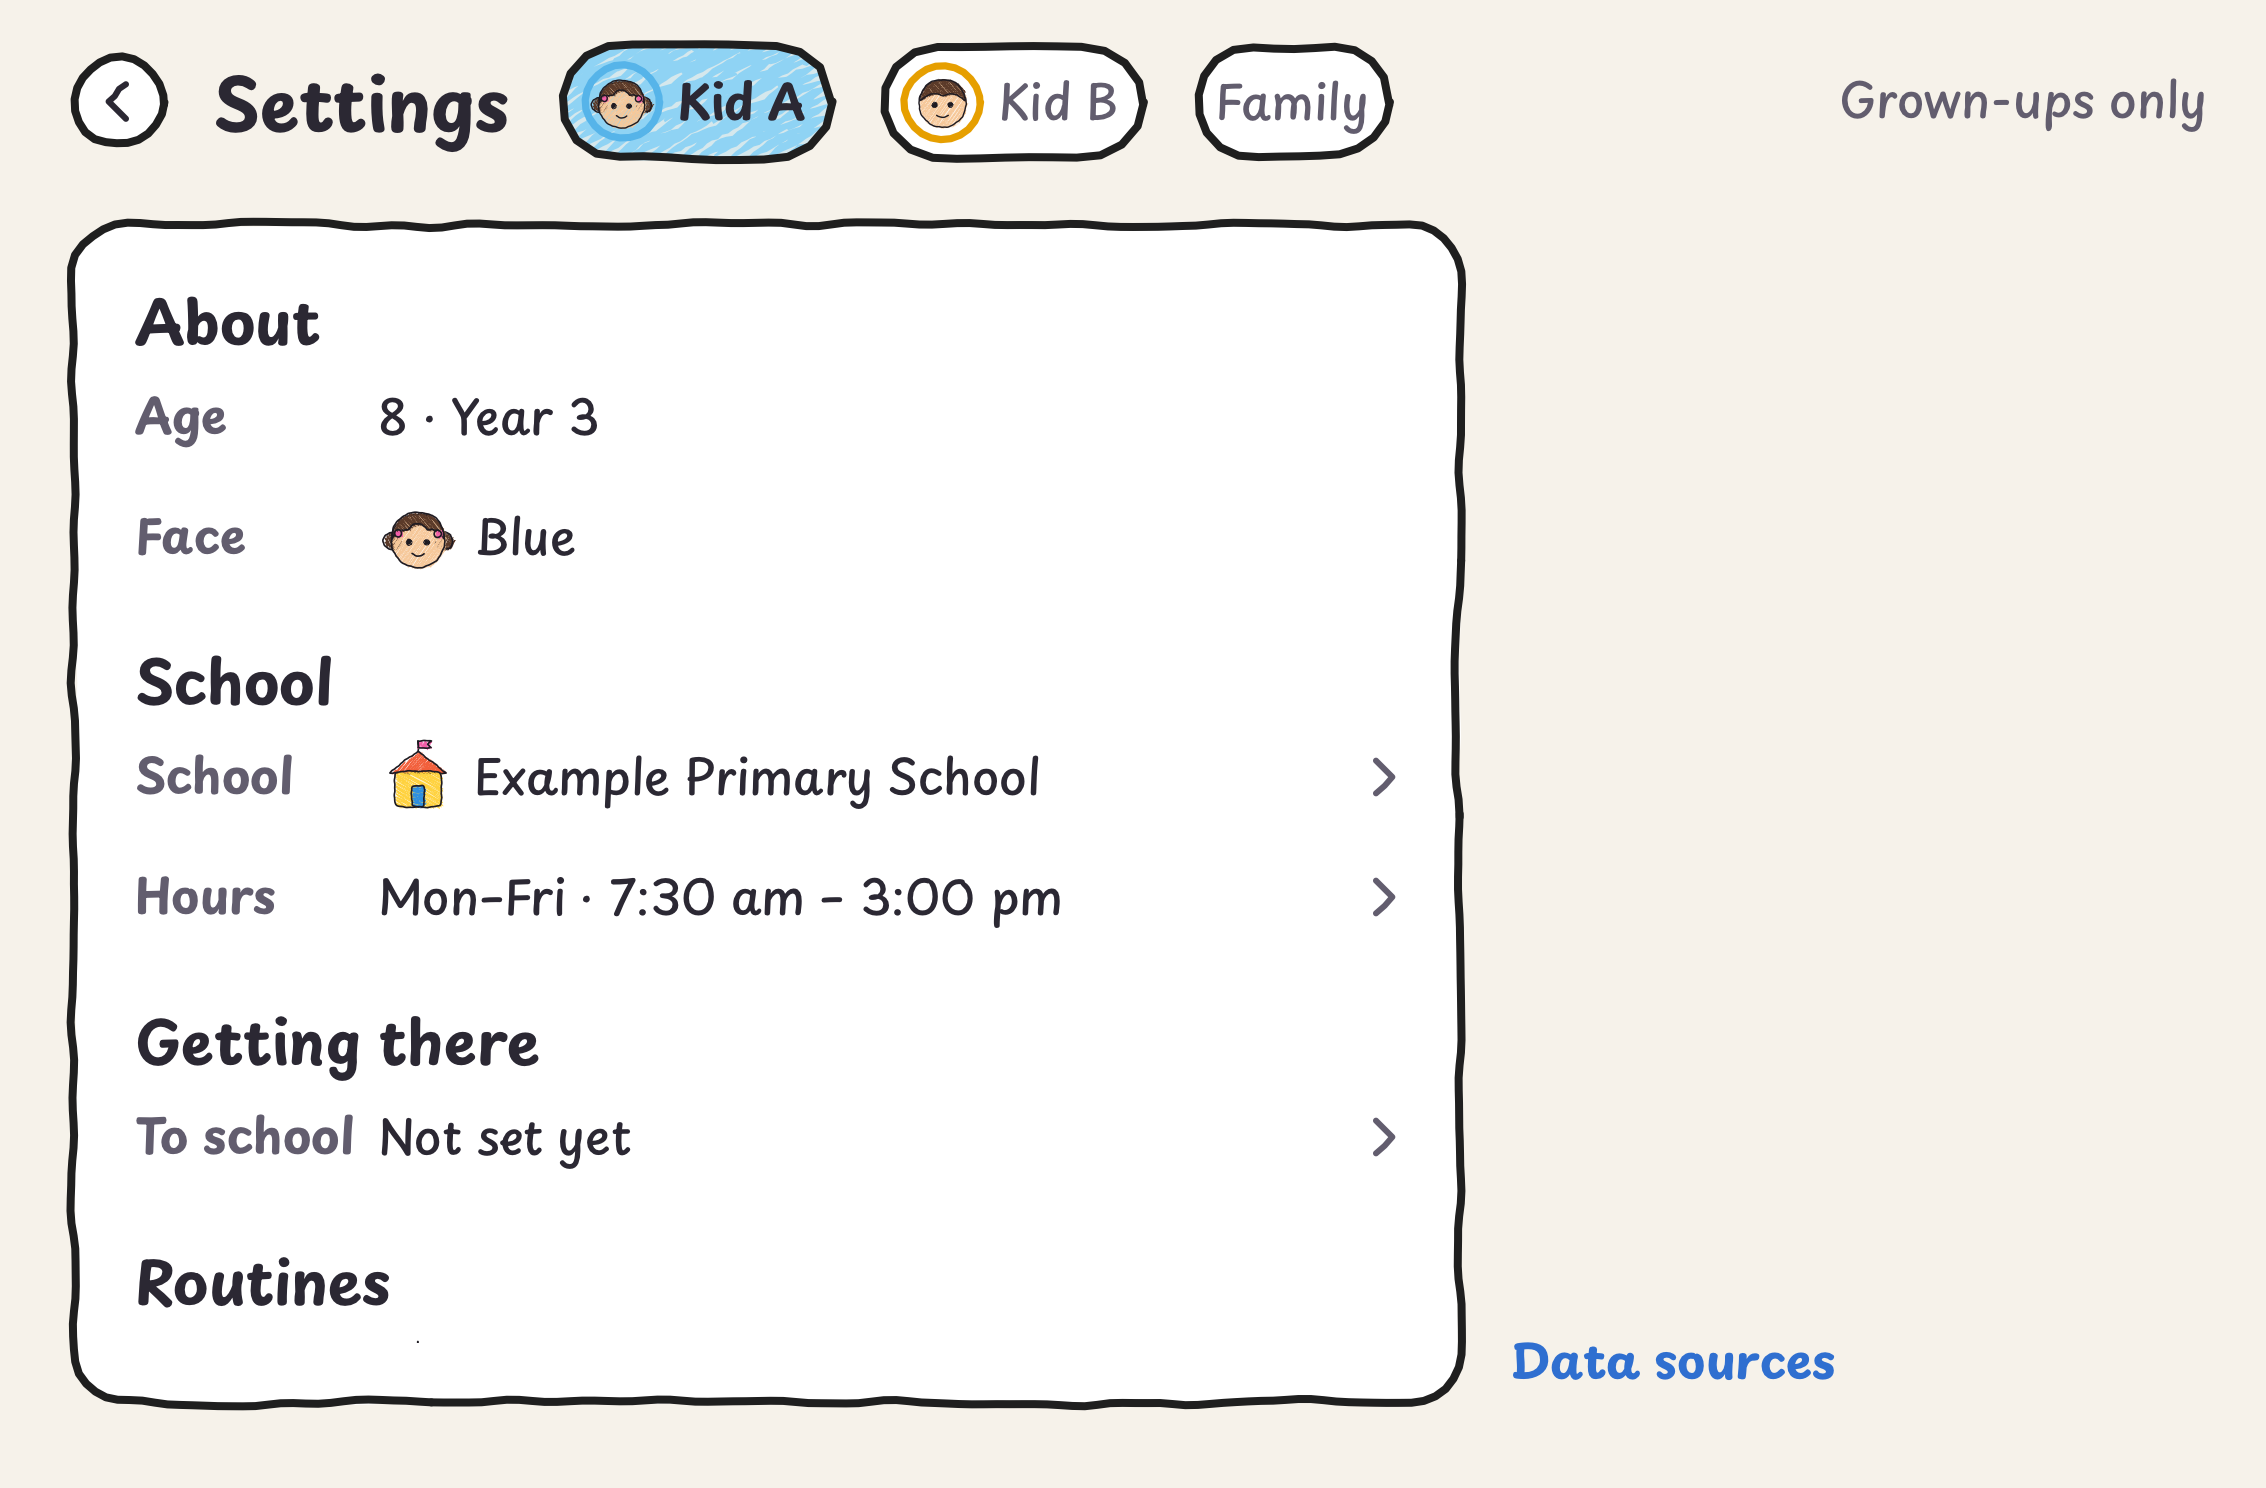 Settings
Kid A
Kid B
Family
Grown-ups only
About
Age 8 · Year 3
Face Blue
School
School Example Primary School
Hours Mon–Fri · 7:30 am – 3:00 pm
Getting there
To school Not set yet
Routines
Data sources